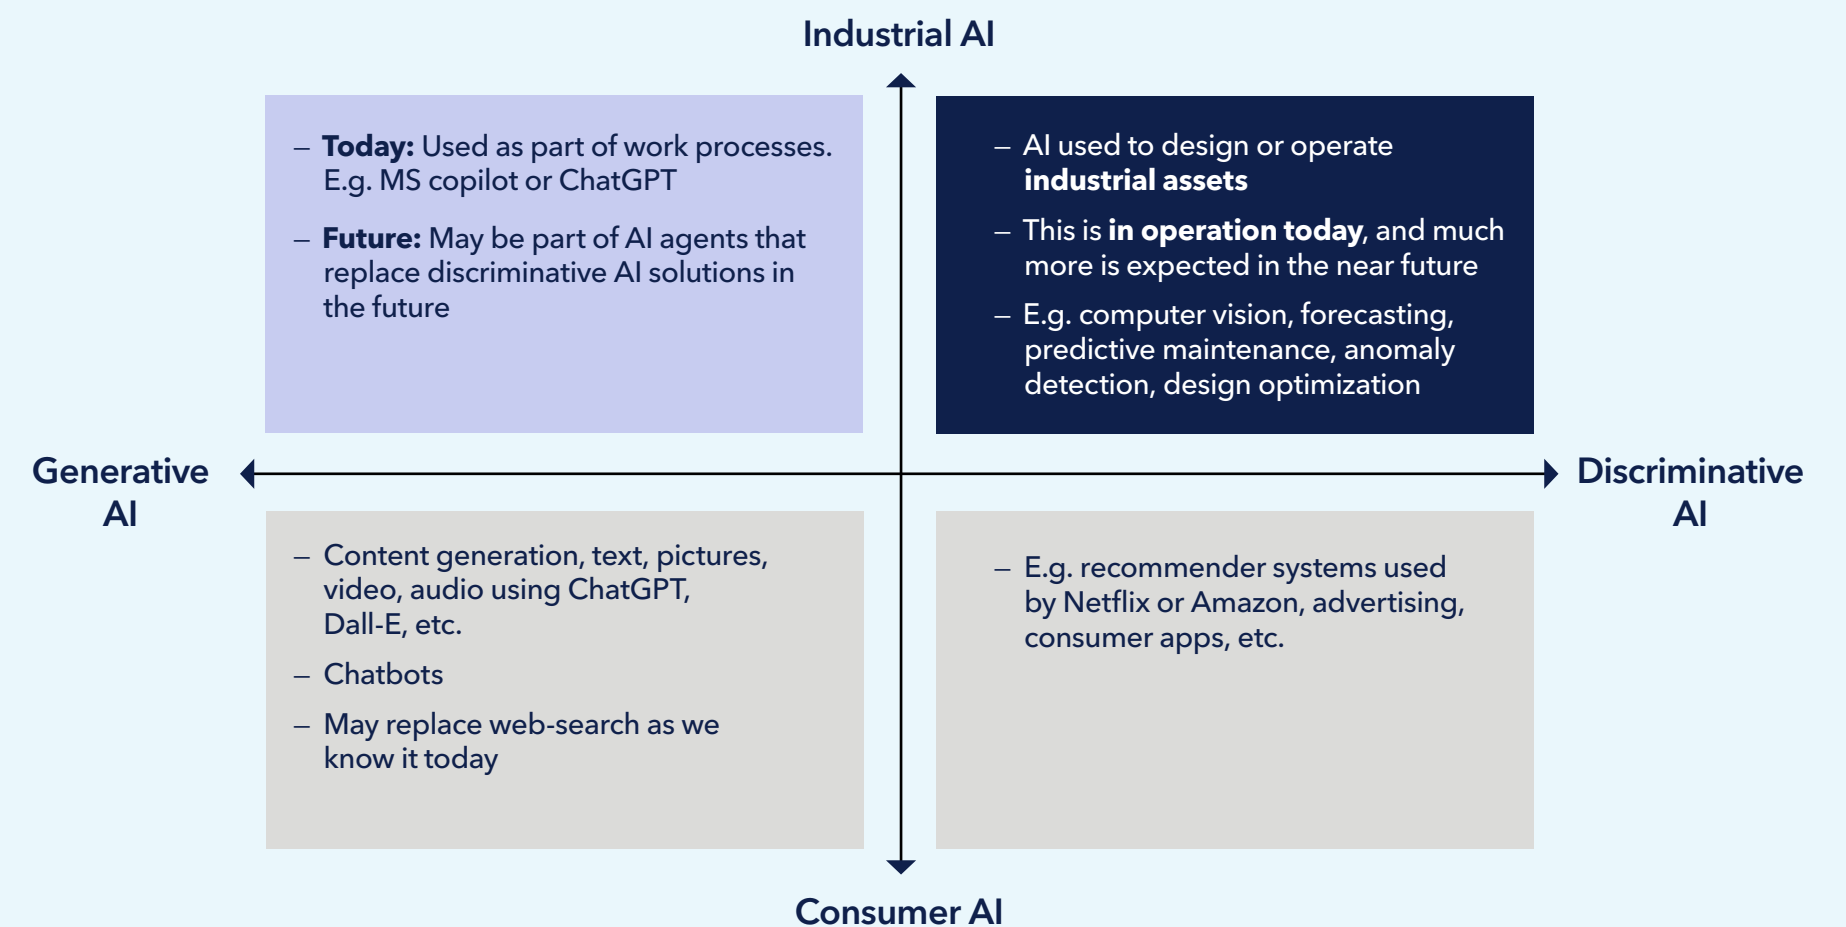 Industrial AI
– Today: Used as part of work processes.
E.g. MS copilot or ChatGPT
– Future: May be part of AI agents that
replace discriminative AI solutions in
the future
– AI used to design or operate
industrial assets
– This is in operation today, and much
more is expected in the near future
– E.g. computer vision, forecasting,
predictive maintenance, anomaly
detection, design optimization
Generative
AI
Discriminative
AI
– Content generation, text, pictures,
video, audio using ChatGPT,
Dall-E, etc.
– Chatbots
– May replace web-search as we
know it today
– E.g. recommender systems used
by Netflix or Amazon, advertising,
consumer apps, etc.
Consumer AI